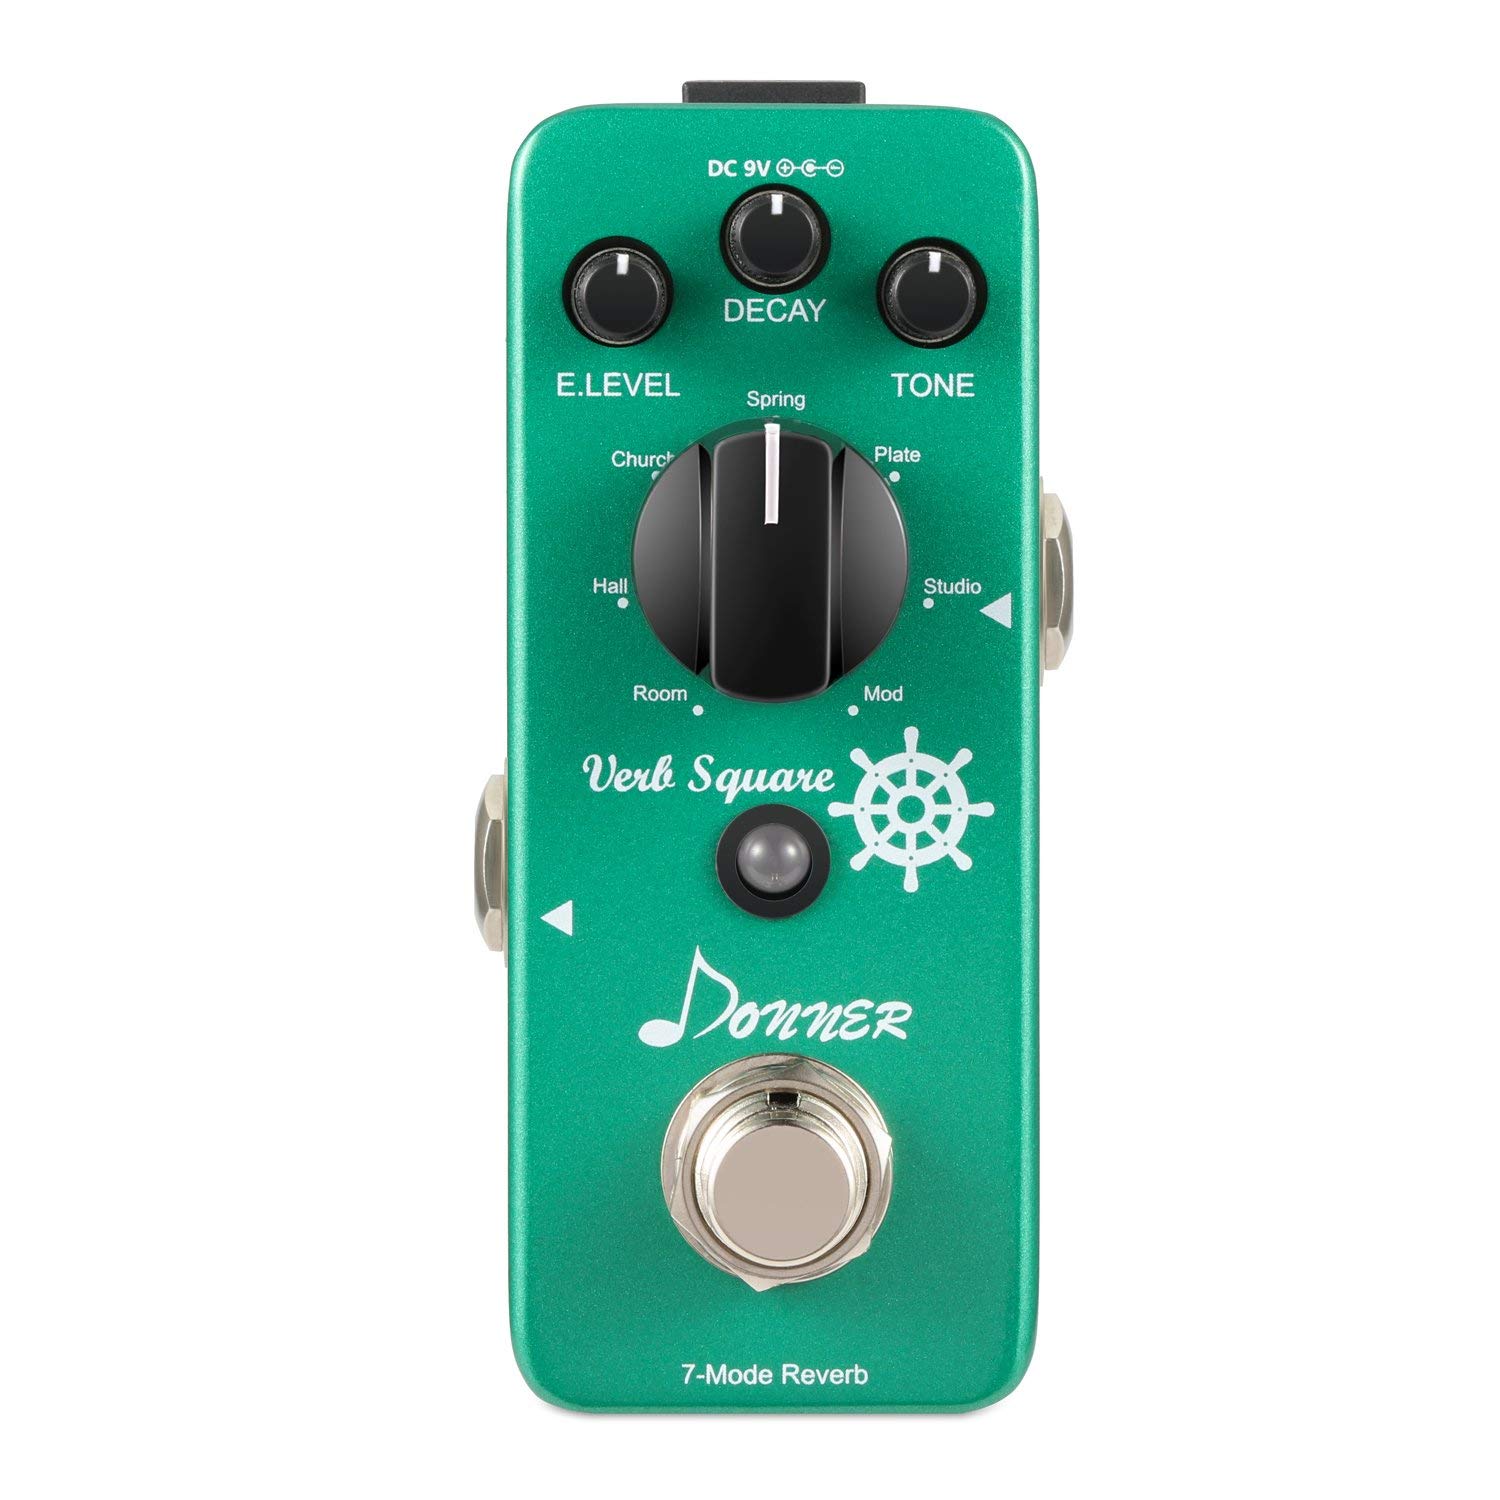 DC 9V
DECAY
E.LEVEL
TONE
Spring
Church
Plate
Hall
Studio
Room
Mod
Verb Square
DONNER
7-Mode Reverb